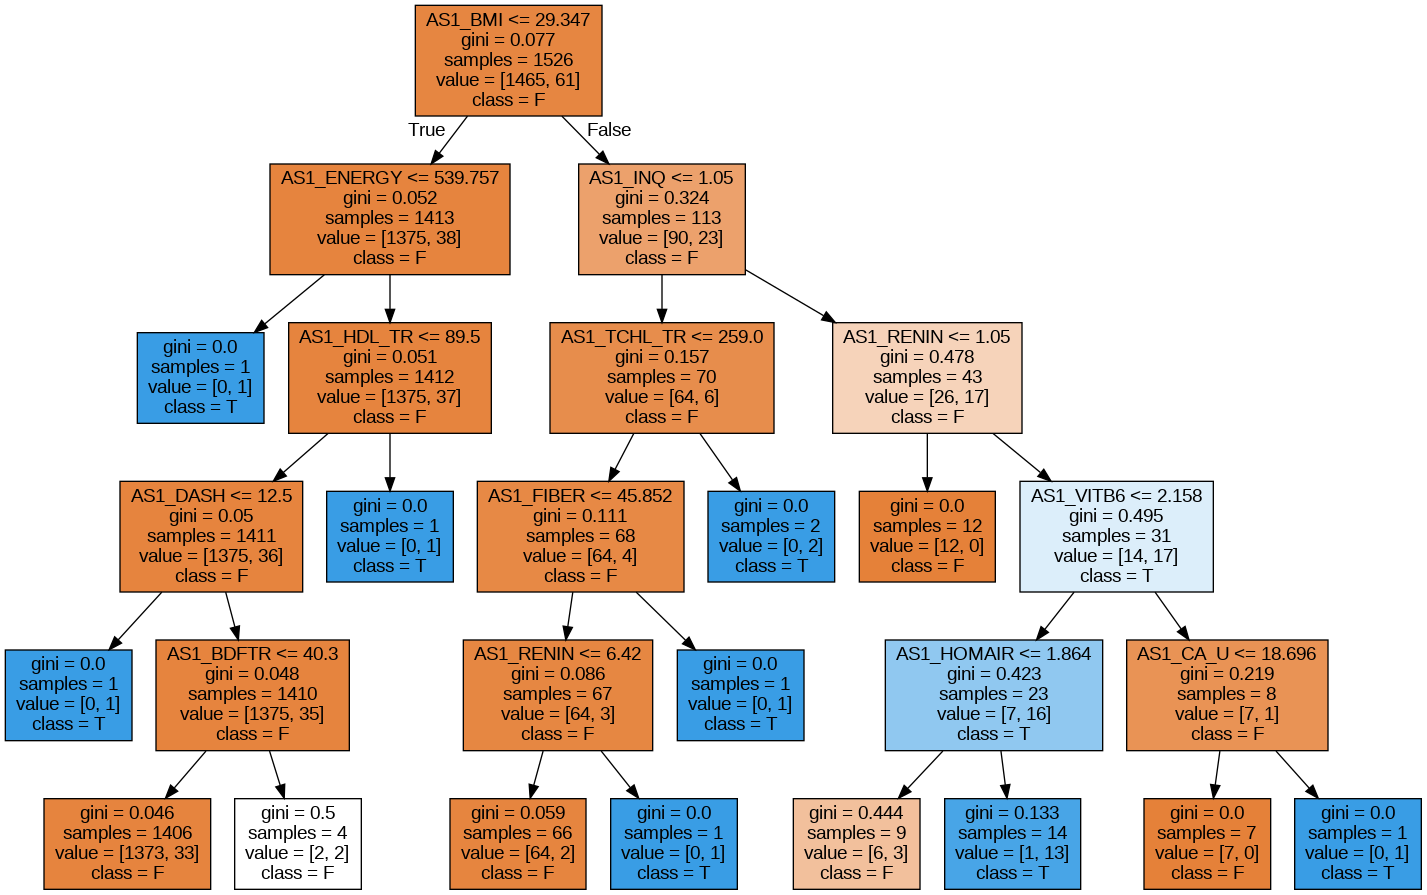 AS1_BMI <= 29.347
gini = 0.077
samples = 1526
value = [1465, 61]
class = F
True
False
AS1_ENERGY <= 539.757
gini = 0.052
samples = 1413
value = [1375, 38]
class = F
AS1_INQ <= 1.05
gini = 0.324
samples = 113
value = [90, 23]
class = F
gini = 0.0
samples = 1
value = [0, 1]
class = T
AS1_HDL_TR <= 89.5
gini = 0.051
samples = 1412
value = [1375, 37]
class = F
AS1_TCHL_TR <= 259.0
gini = 0.157
samples = 70
value = [64, 6]
class = F
AS1_RENIN <= 1.05
gini = 0.478
samples = 43
value = [26, 17]
class = F
AS1_DASH <= 12.5
gini = 0.05
samples = 1411
value = [1375, 36]
class = F
gini = 0.0
samples = 1
value = [0, 1]
class = T
AS1_FIBER <= 45.852
gini = 0.111
samples = 68
value = [64, 4]
class = F
gini = 0.0
samples = 2
value = [0, 2]
class = T
gini = 0.0
samples = 12
value = [12, 0]
class = F
AS1_VITB6 <= 2.158
gini = 0.495
samples = 31
value = [14, 17]
class = T
gini = 0.0
samples = 1
value = [0, 1]
class = T
AS1_BDFTR <= 40.3
gini = 0.048
samples = 1410
value = [1375, 35]
class = F
AS1_RENIN <= 6.42
gini = 0.086
samples = 67
value = [64, 3]
class = F
gini = 0.0
samples = 1
value = [0, 1]
class = T
AS1_HOMAIR <= 1.864
gini = 0.423
samples = 23
value = [7, 16]
class = T
AS1_CA_U <= 18.696
gini = 0.219
samples = 8
value = [7, 1]
class = F
gini = 0.046
samples = 1406
value = [1373, 33]
class = F
gini = 0.5
samples = 4
value = [2, 2]
class = F
gini = 0.059
samples = 66
value = [64, 2]
class = F
gini = 0.0
samples = 1
value = [0, 1]
class = T
gini = 0.444
samples = 9
value = [6, 3]
class = F
gini = 0.133
samples = 14
value = [1, 13]
class = T
gini = 0.0
samples = 7
value = [7, 0]
class = F
gini = 0.0
samples = 1
value = [0, 1]
class = T